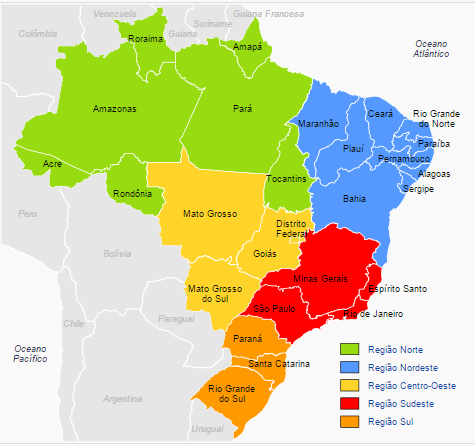 Venezuela
Guiana Francesa
Suriname
Colômbia
Guiana
Roraima
Amapá
Oceano
Atlântico
Amazonas
Pará
Maranhão
Ceará
Rio Grande
do Norte
Piauí
Paraíba
Pernambuco
Acre
Alagoas
Tocantins
Sergipe
Rondônia
Bahia
Peru
Mato Grosso
Distrito
Federal
Bolívia
Goiás
Minas Gerais
Mato Grosso
do Sul
Espírito Santo
São Paulo
Rio de Janeiro
Paraguai
Chile
Paraná
Oceano
Pacífico
Santa Catarina
Rio Grande
do Sul
Argentina
Uruguai
Região Norte
Região Nordeste
Região Centro-Oeste
Região Sudeste
Região Sul